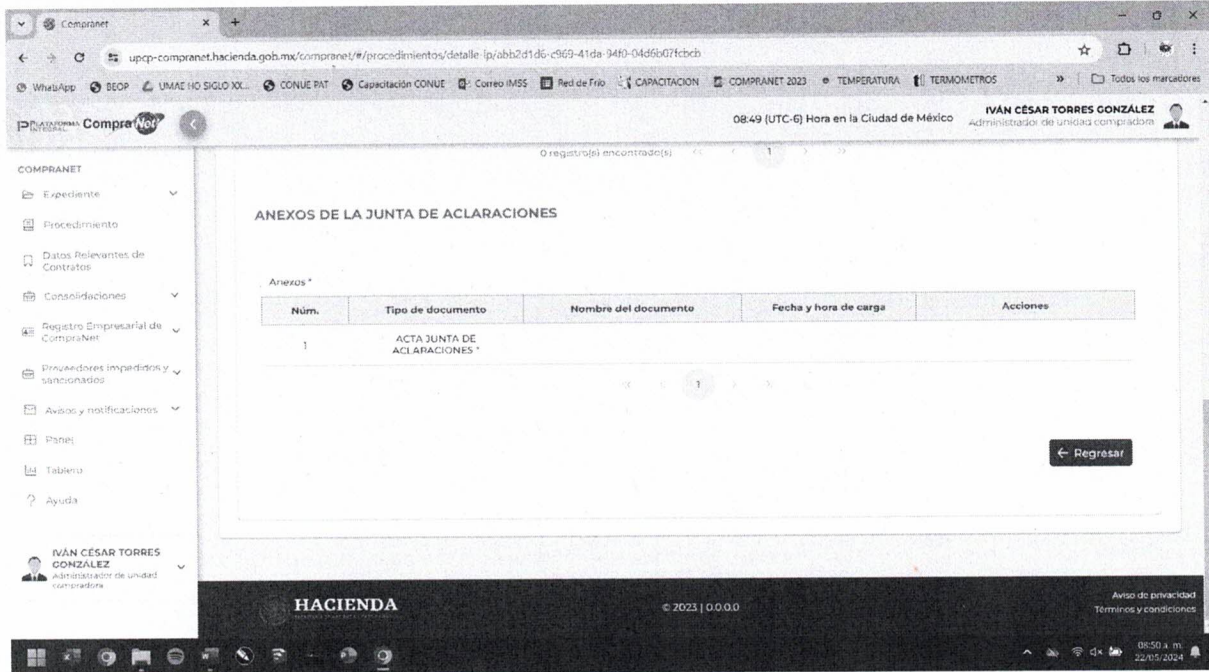 Compranet
upcp-compranet.hacienda.gob.mx/compranet/#/procedimientos/detalle-ip/abb2d1d6-c969-41da-94f0-04d6b07fcbcb
WhatsApp BEOP UMAE HO SIGLO XX... CONUE PAT Capacitación CONUE Correo IMSS Red de Frio CAPACITACION COMPRANET 2023 TEMPERATURA TERMOMETROS » Todos los marcadores
PLATAFORMA INTEGRAL CompraNet
08:49 (UTC-6) Hora en la Ciudad de México
IVÁN CÉSAR TORRES GONZÁLEZ
Administrador de unidad compradora
COMPRANET
Expediente
Procedimiento
Datos Relevantes de
Contratos
Consolidaciones
Registro Empresarial de
CompraNet
Proveedores impedidos y
sancionados
Avisos y notificaciones
Panel
Tablero
Ayuda
IVÁN CÉSAR TORRES
GONZÁLEZ
Administrador de unidad
compradora
0 registro(s) encontrado(s) << < 1 > >>
ANEXOS DE LA JUNTA DE ACLARACIONES
Anexos *
Núm. Tipo de documento Nombre del documento Fecha y hora de carga Acciones
1 ACTA JUNTA DE
ACLARACIONES *
<< < 1 > >>
← Regresar
HACIENDA
© 2023 | 0.0.0.0
Aviso de privacidad
Términos y condiciones
08:50 a. m.
22/05/2024